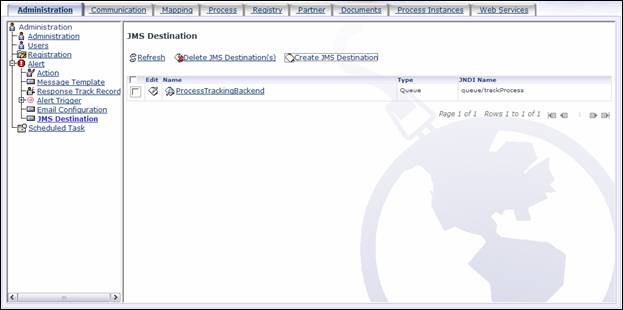 Administration Communication Mapping Process Registry Partner Documents Process Instances Web Services
Administration
Administration
Users
Registration
Alert
Action
Message Template
Response Track Record
Alert Trigger
Email Configuration
JMS Destination
Scheduled Task
JMS Destination
Refresh Delete JMS Destination(s) Create JMS Destination
Edit Name Type JNDI Name
ProcessTrackingBackend Queue queue/trackProcess
Page 1 of 1 Rows 1 to 1 of 1 1